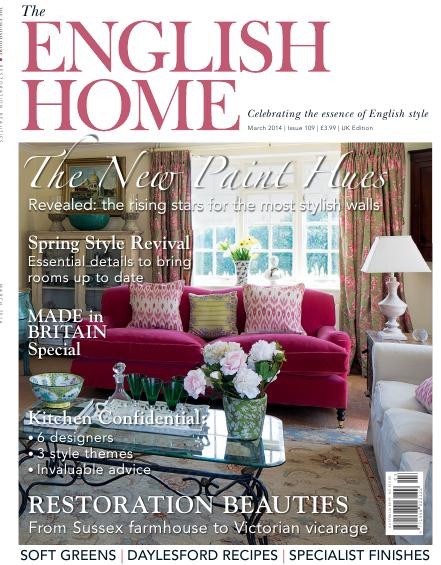 The
ENGLISH
HOME
Celebrating the essence of English style
March 2014 | Issue 109 | £3.99 | UK Edition
The New Paint Hues
Revealed: the rising stars for the most stylish walls
Spring Style Revival
Essential details to bring
rooms up to date
MADE in
BRITAIN
Special
Kitchen Confidential:
• 6 designers
• 3 style themes
• Invaluable advice
RESTORATION BEAUTIES
From Sussex farmhouse to Victorian vicarage
SOFT GREENS | DAYLESFORD RECIPES | SPECIALIST FINISHES